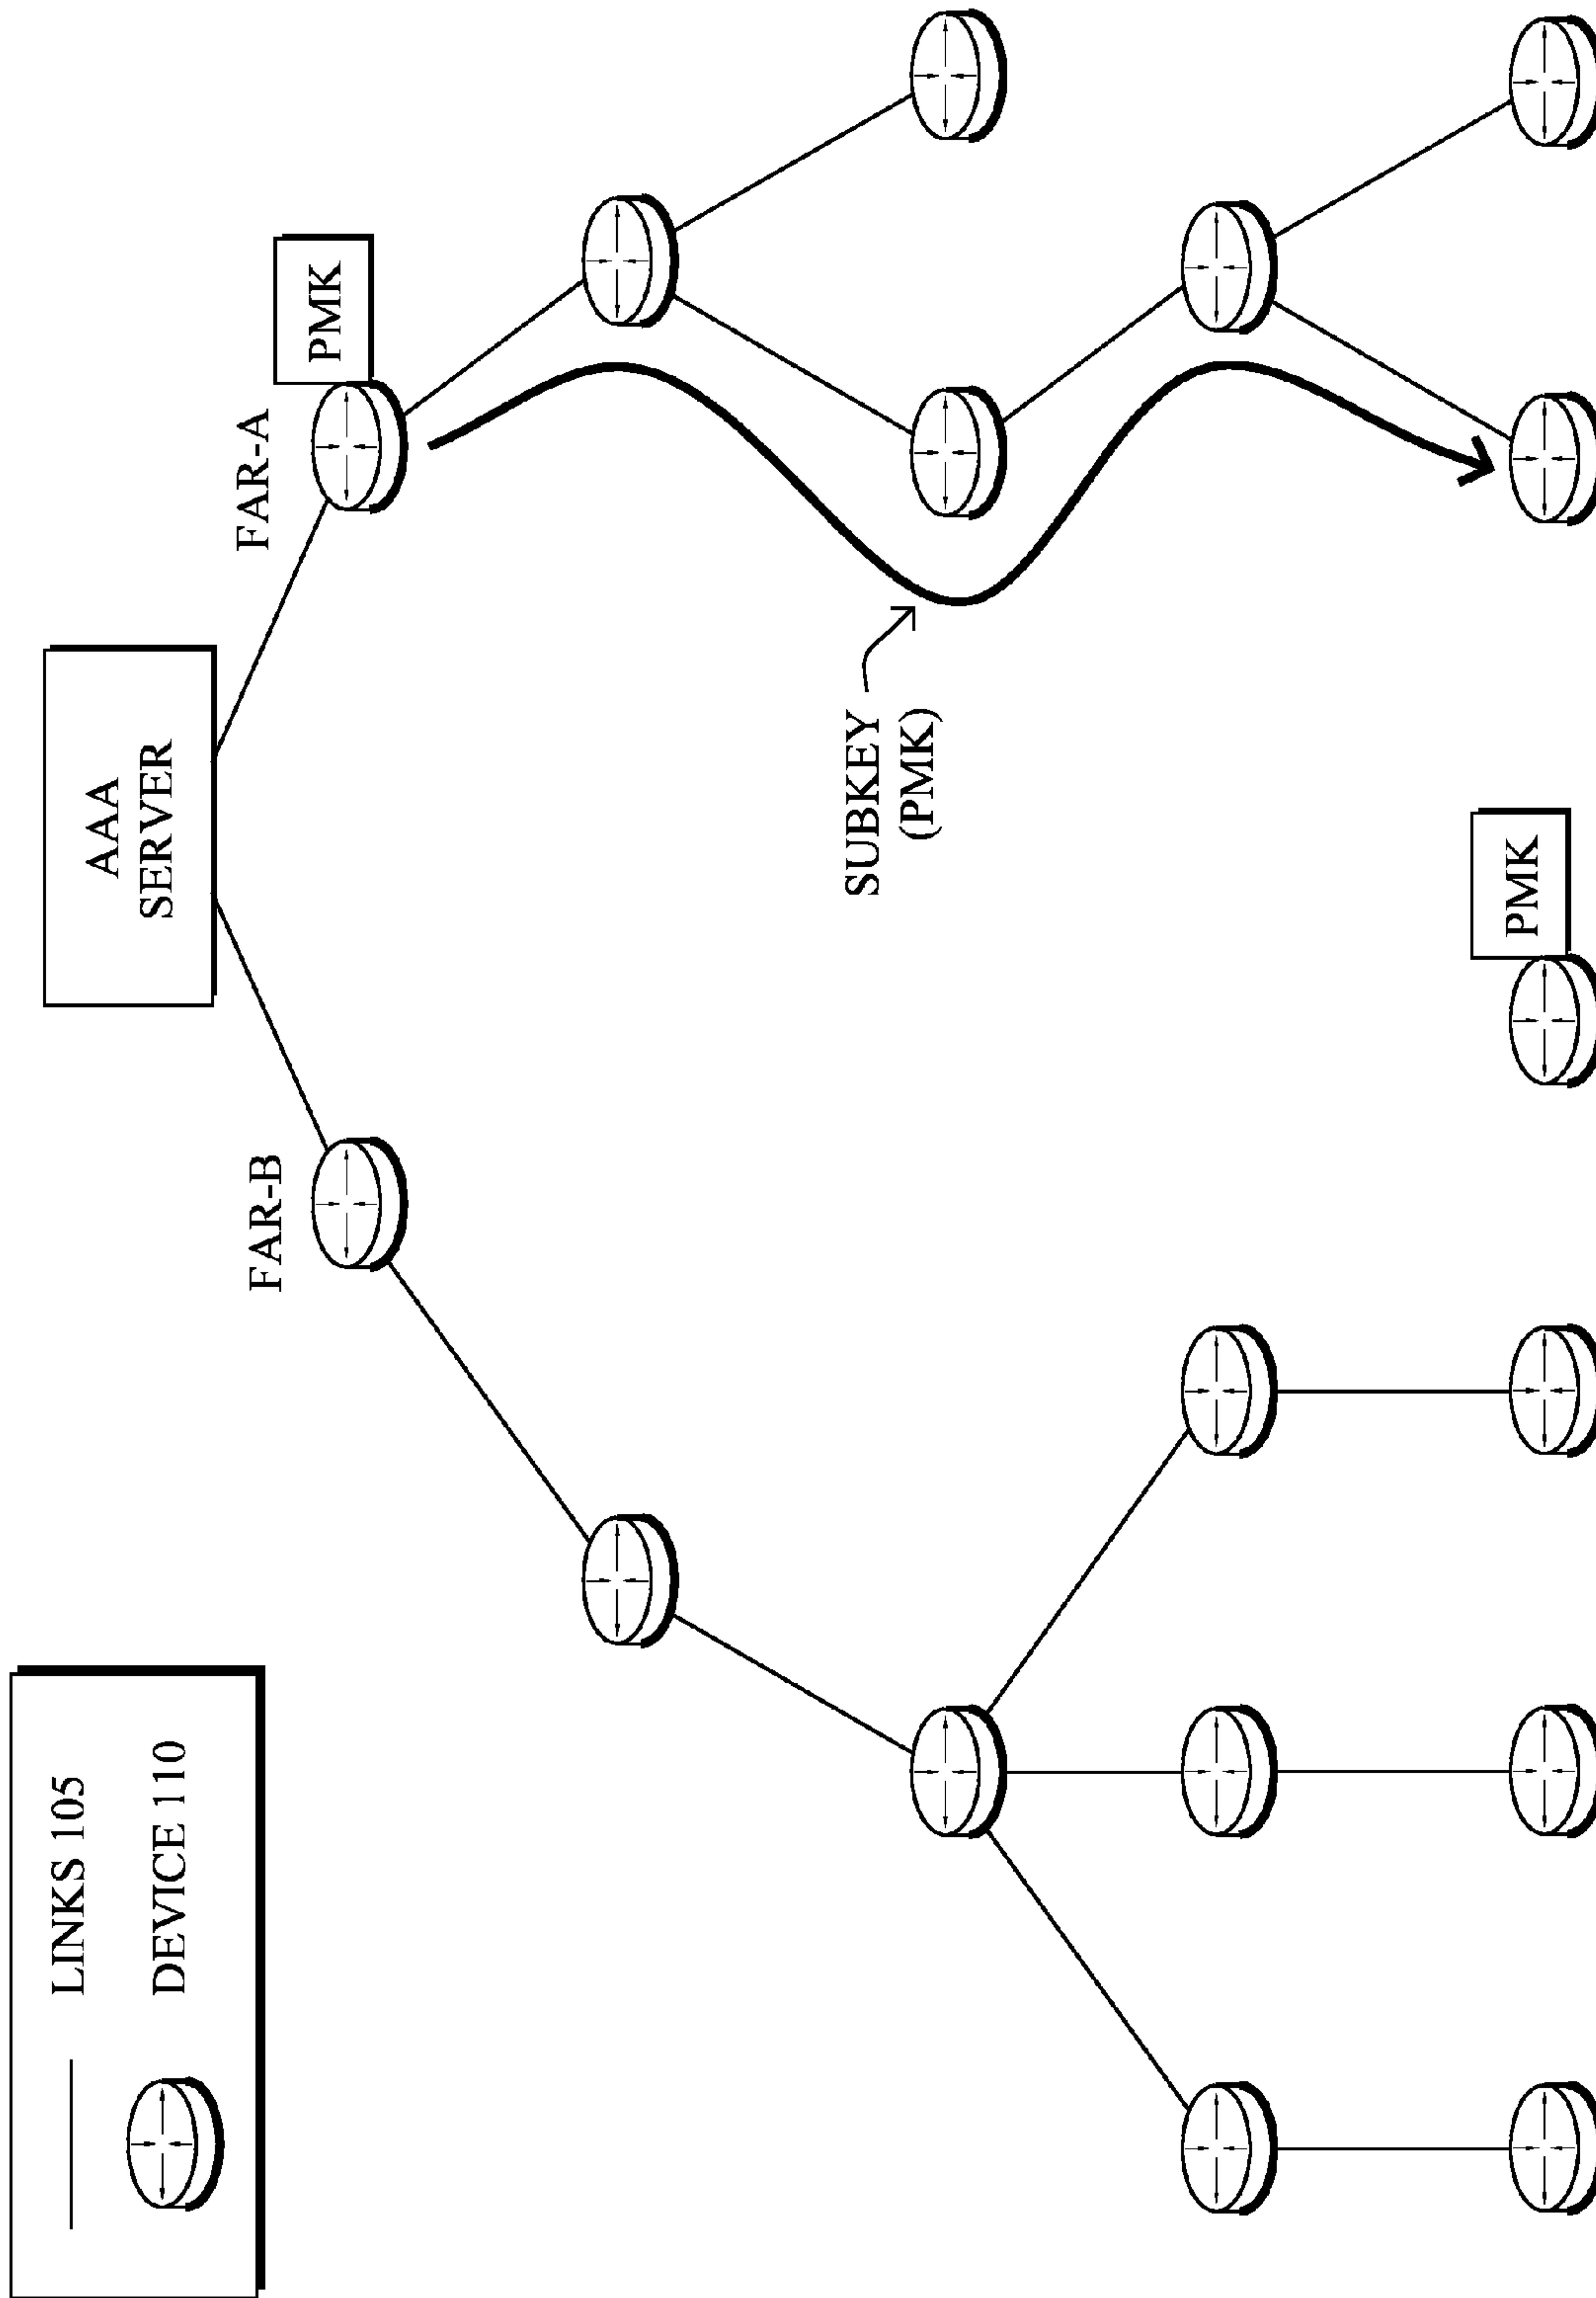 LINKS 105
DEVICE 110
AAA
SERVER
FAR-B
FAR-A
PMK
SUBKEY
(PMK)
PMK